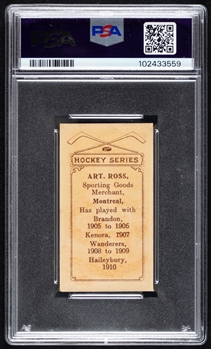 PSA
102433559
HOCKEY SERIES
ART. ROSS,
Sporting Goods
Merchant,
Montreal,
Has played with
Brandon,
1905 to 1906
Kenora, 1907
Wanderers,
1908 to 1909
Haileybury,
1910